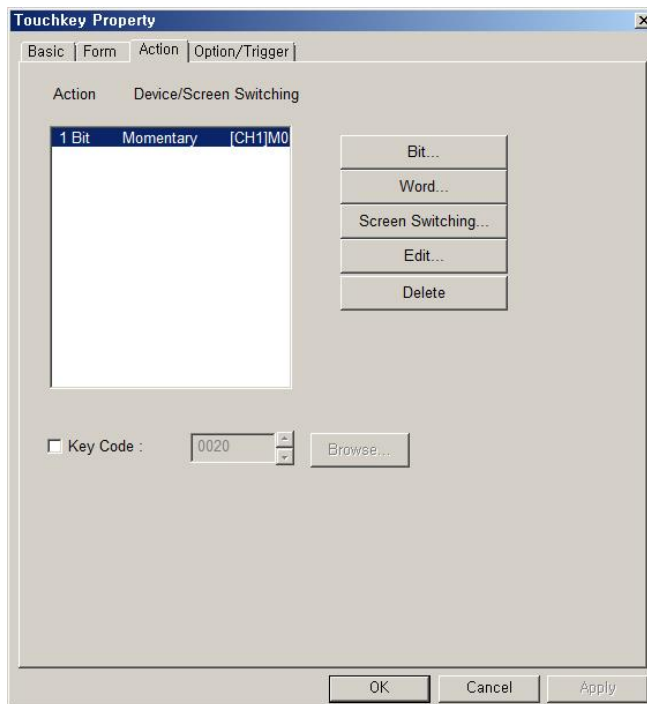 Touchkey Property
Basic Form Action Option/Trigger
Action Device/Screen Switching
1 Bit Momentary [CH1]M0
Bit...
Word...
Screen Switching...
Edit...
Delete
Key Code : 0020 Browse...
OK Cancel Apply